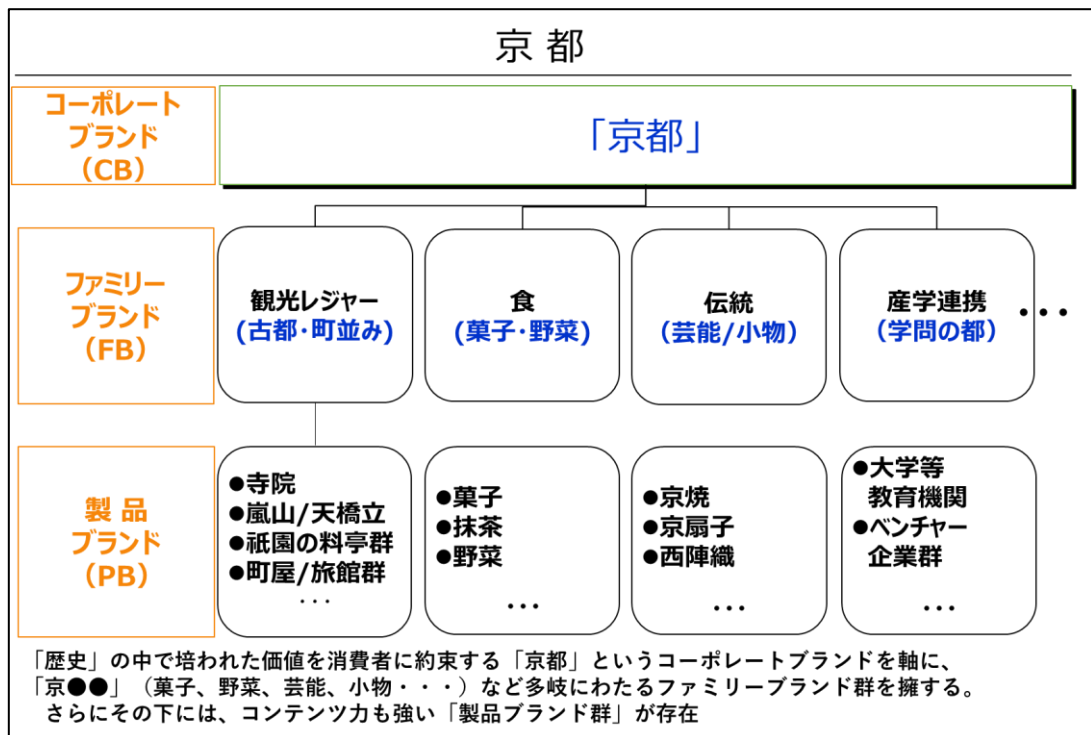 京 都
コーポレート
ブランド
（CB）
「京都」
ファミリー
ブランド
（FB）
観光レジャー
(古都・町並み)
食
(菓子・野菜)
伝統
（芸能/小物）
産学連携
（学問の都）
・・・
製 品
ブランド
（PB）
●寺院
●嵐山/天橋立
●祇園の料亭群
●町屋/旅館群
・・・
●菓子
●抹茶
●野菜
・・・
●京焼
●京扇子
●西陣織
・・・
●大学等
教育機関
●ベンチャー
企業群
・・・
「歴史」の中で培われた価値を消費者に約束する「京都」というコーポレートブランドを軸に、
「京●●」（菓子、野菜、芸能、小物・・・）など多岐にわたるファミリーブランド群を擁する。
さらにその下には、コンテンツ力も強い「製品ブランド群」が存在